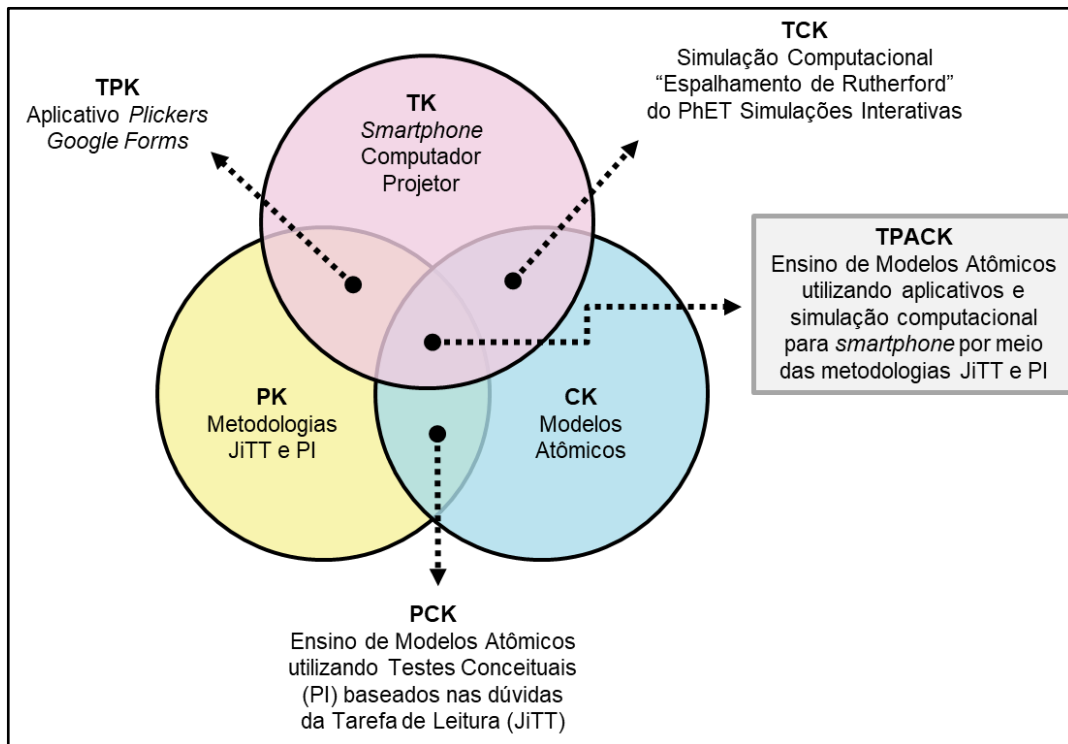 TPK
Aplicativo Plickers
Google Forms
TK
Smartphone
Computador
Projetor
TCK
Simulação Computacional
“Espalhamento de Rutherford”
do PhET Simulações Interativas
TPACK
Ensino de Modelos Atômicos
utilizando aplicativos e
simulação computacional
para smartphone por meio
das metodologias JiTT e PI
PK
Metodologias
JiTT e PI
CK
Modelos
Atômicos
PCK
Ensino de Modelos Atômicos
utilizando Testes Conceituais
(PI) baseados nas dúvidas
da Tarefa de Leitura (JiTT)